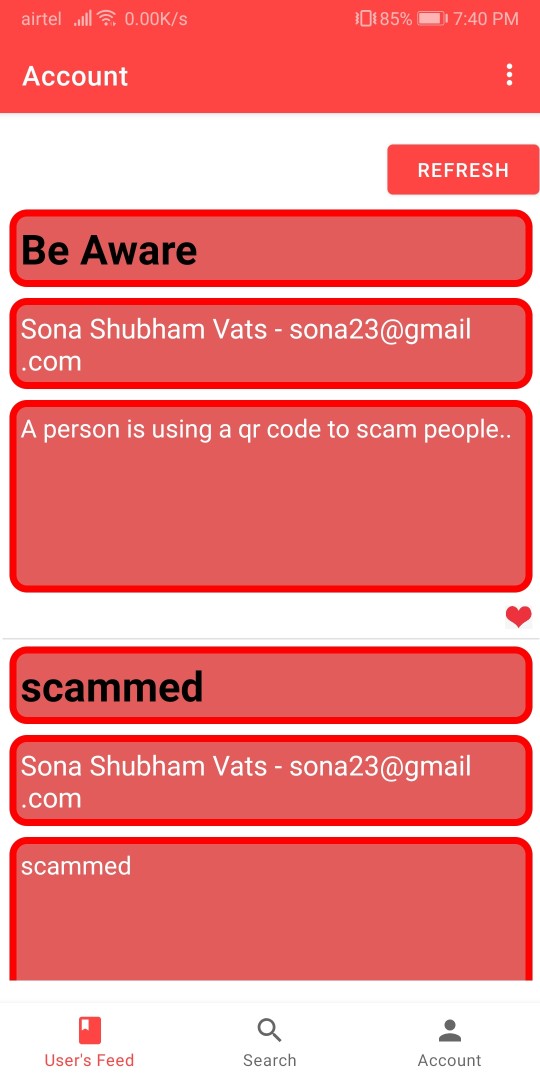 airtel 0.00K/s 85% 7:40 PM
Account
REFRESH
Be Aware
Sona Shubham Vats - sona23@gmail
.com
A person is using a qr code to scam people..
scammed
Sona Shubham Vats - sona23@gmail
.com
scammed
User's Feed Search Account